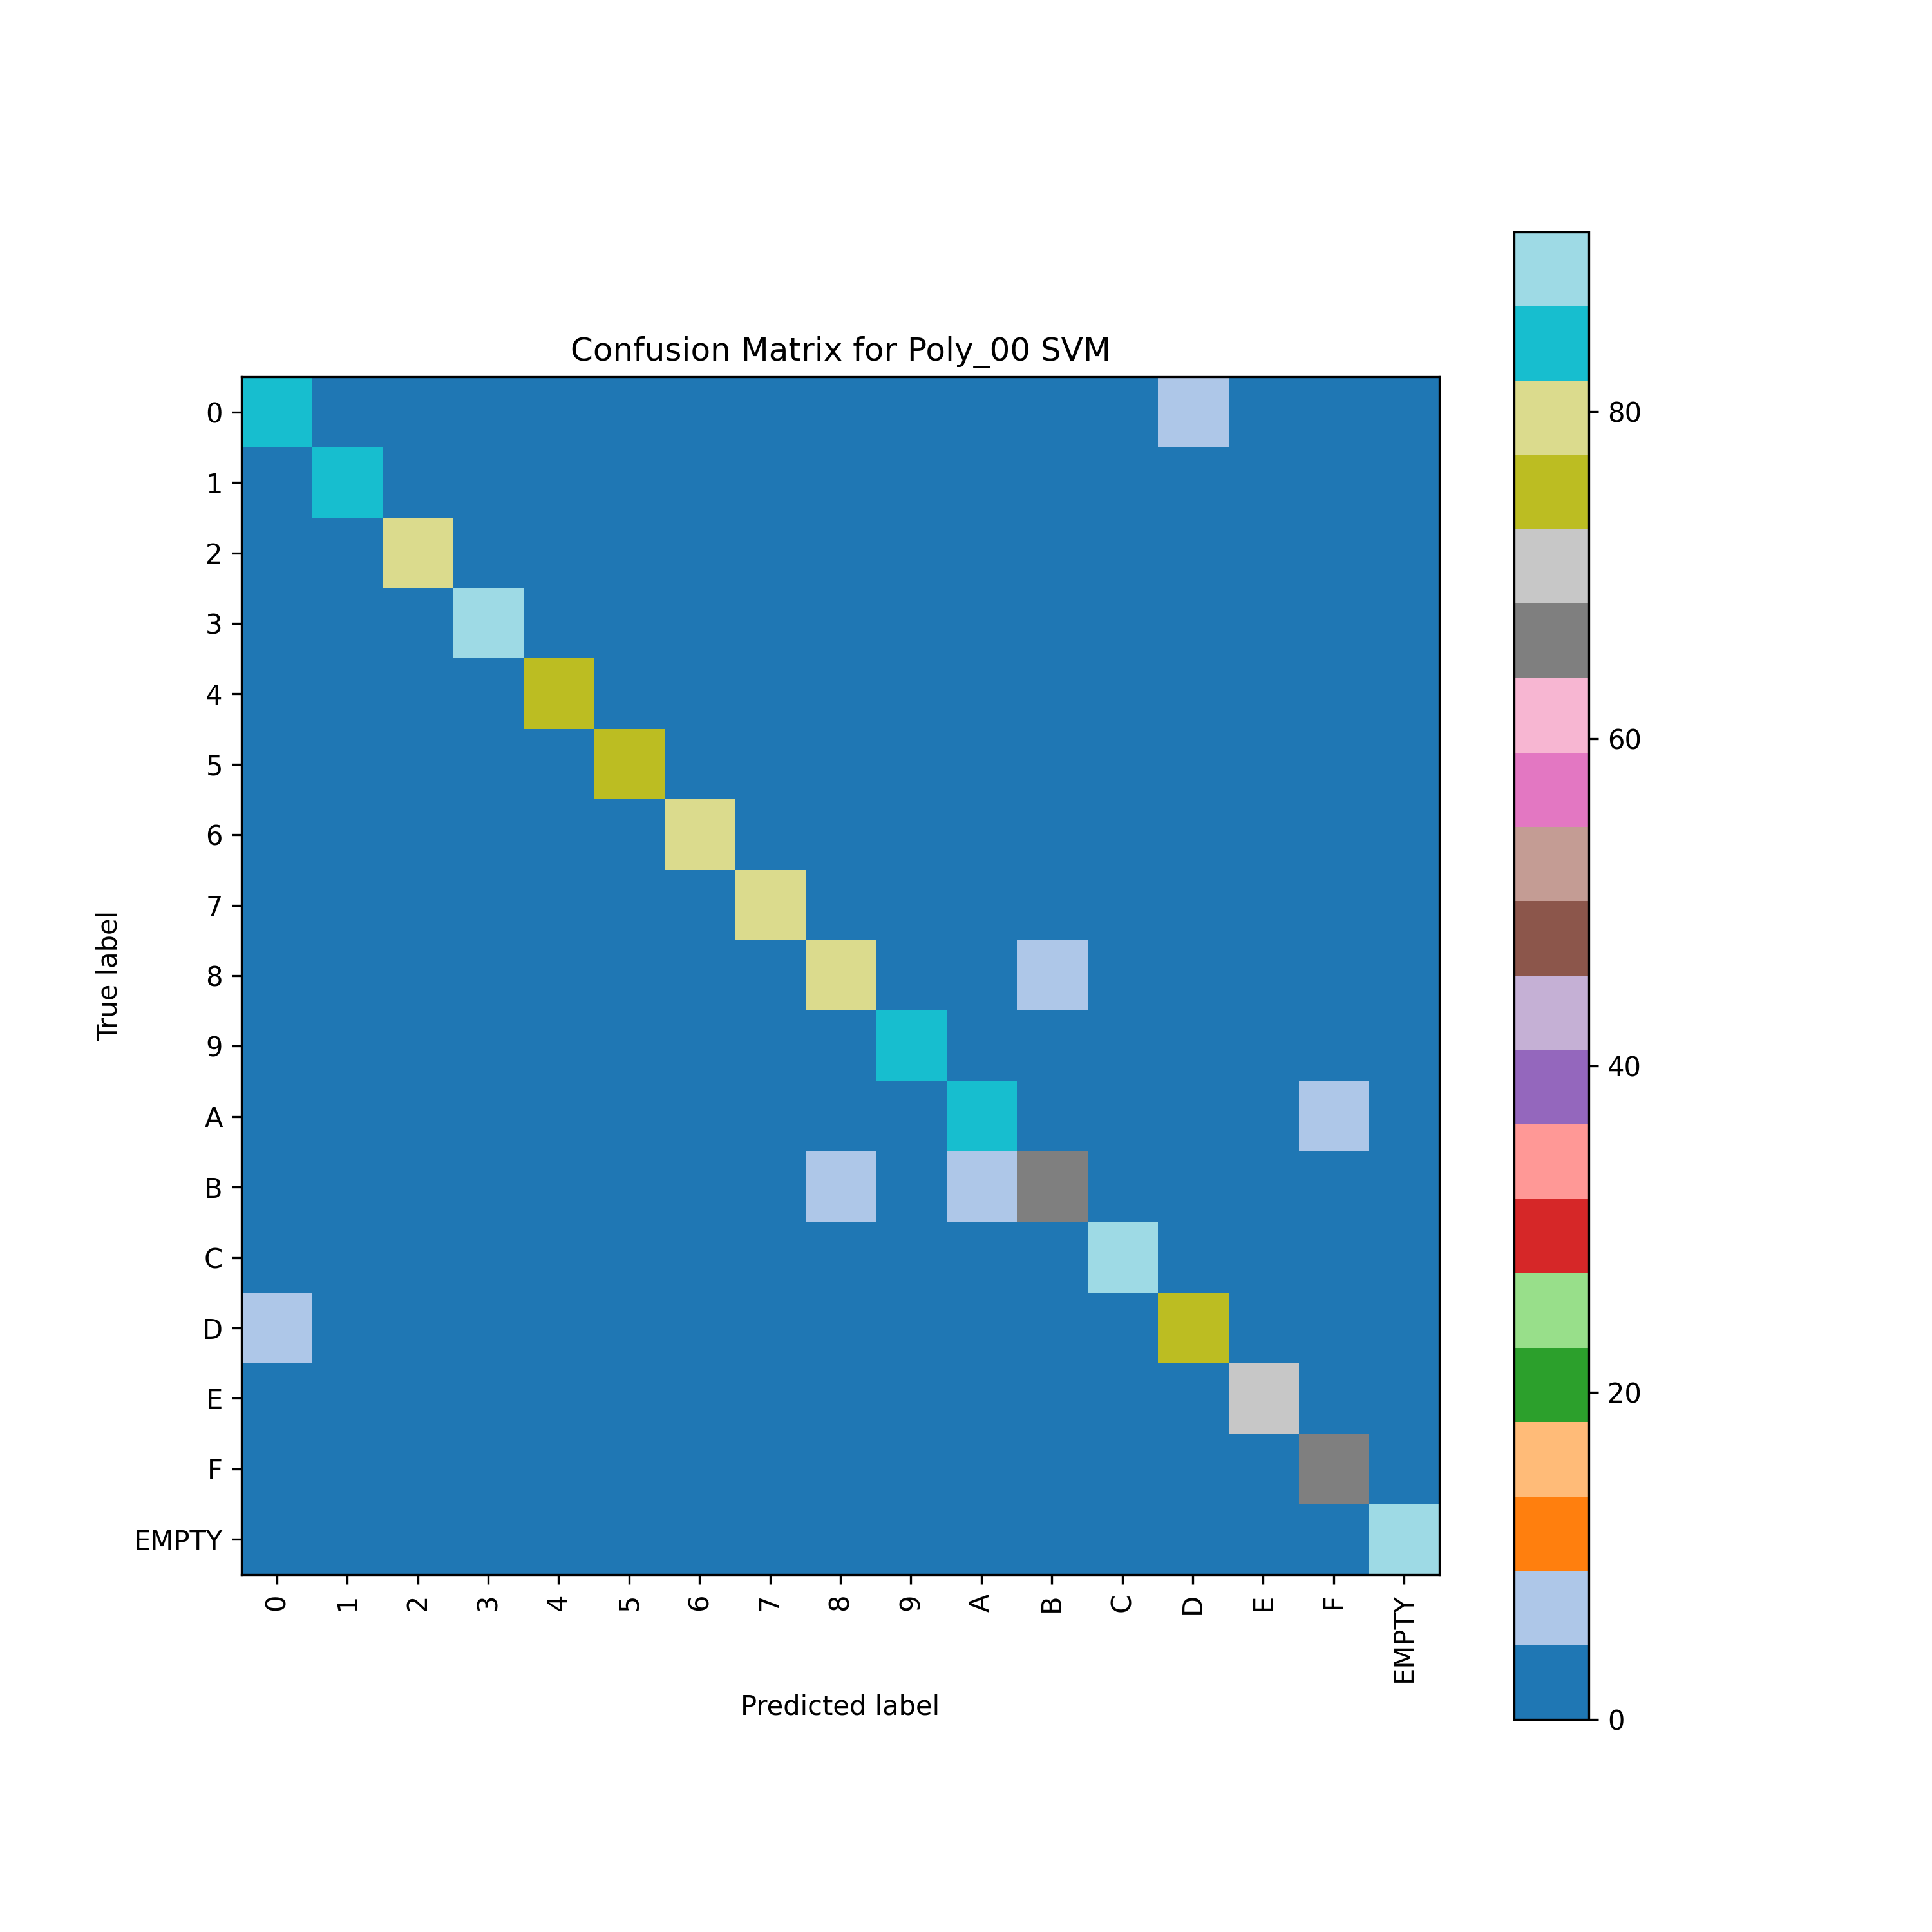 Confusion Matrix for Poly_00 SVM
True label
0
1
2
3
4
5
6
7
8
9
A
B
C
D
E
F
EMPTY
0 1 2 3 4 5 6 7 8 9 A B C D E F EMPTY
Predicted label
80
60
40
20
0